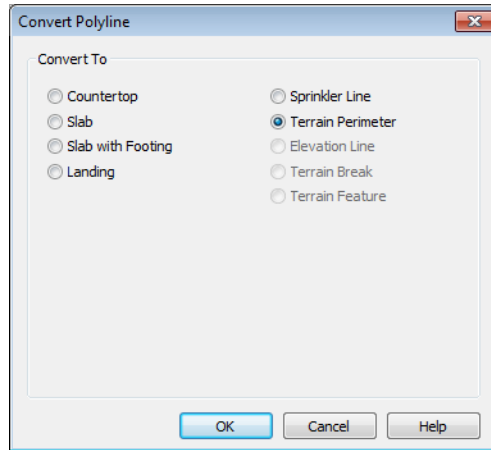 Convert Polyline
Convert To
Countertop
Slab
Slab with Footing
Landing
Sprinkler Line
Terrain Perimeter
Elevation Line
Terrain Break
Terrain Feature
OK
Cancel
Help